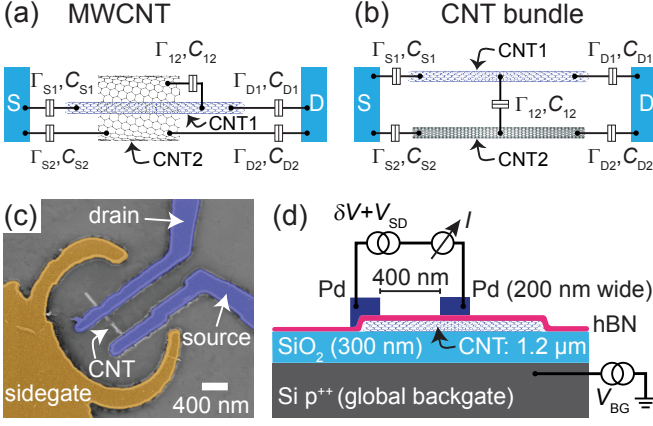 (a) MWCNT
Γ12,C12
ΓS1,CS1
ΓD1,CD1
S
D
CNT1
ΓS2,CS2
CNT2
ΓD2,CD2
(b) CNT bundle
ΓS1,CS1
CNT1
ΓD1,CD1
S
Γ12,C12
D
ΓS2,CS2
CNT2
ΓD2,CD2
(c)
drain
CNT
source
sidegate
400 nm
(d)
δV+VSD
I
400 nm
Pd
Pd (200 nm wide)
hBN
SiO2 (300 nm)
CNT: 1.2 μm
Si p++ (global backgate)
VBG